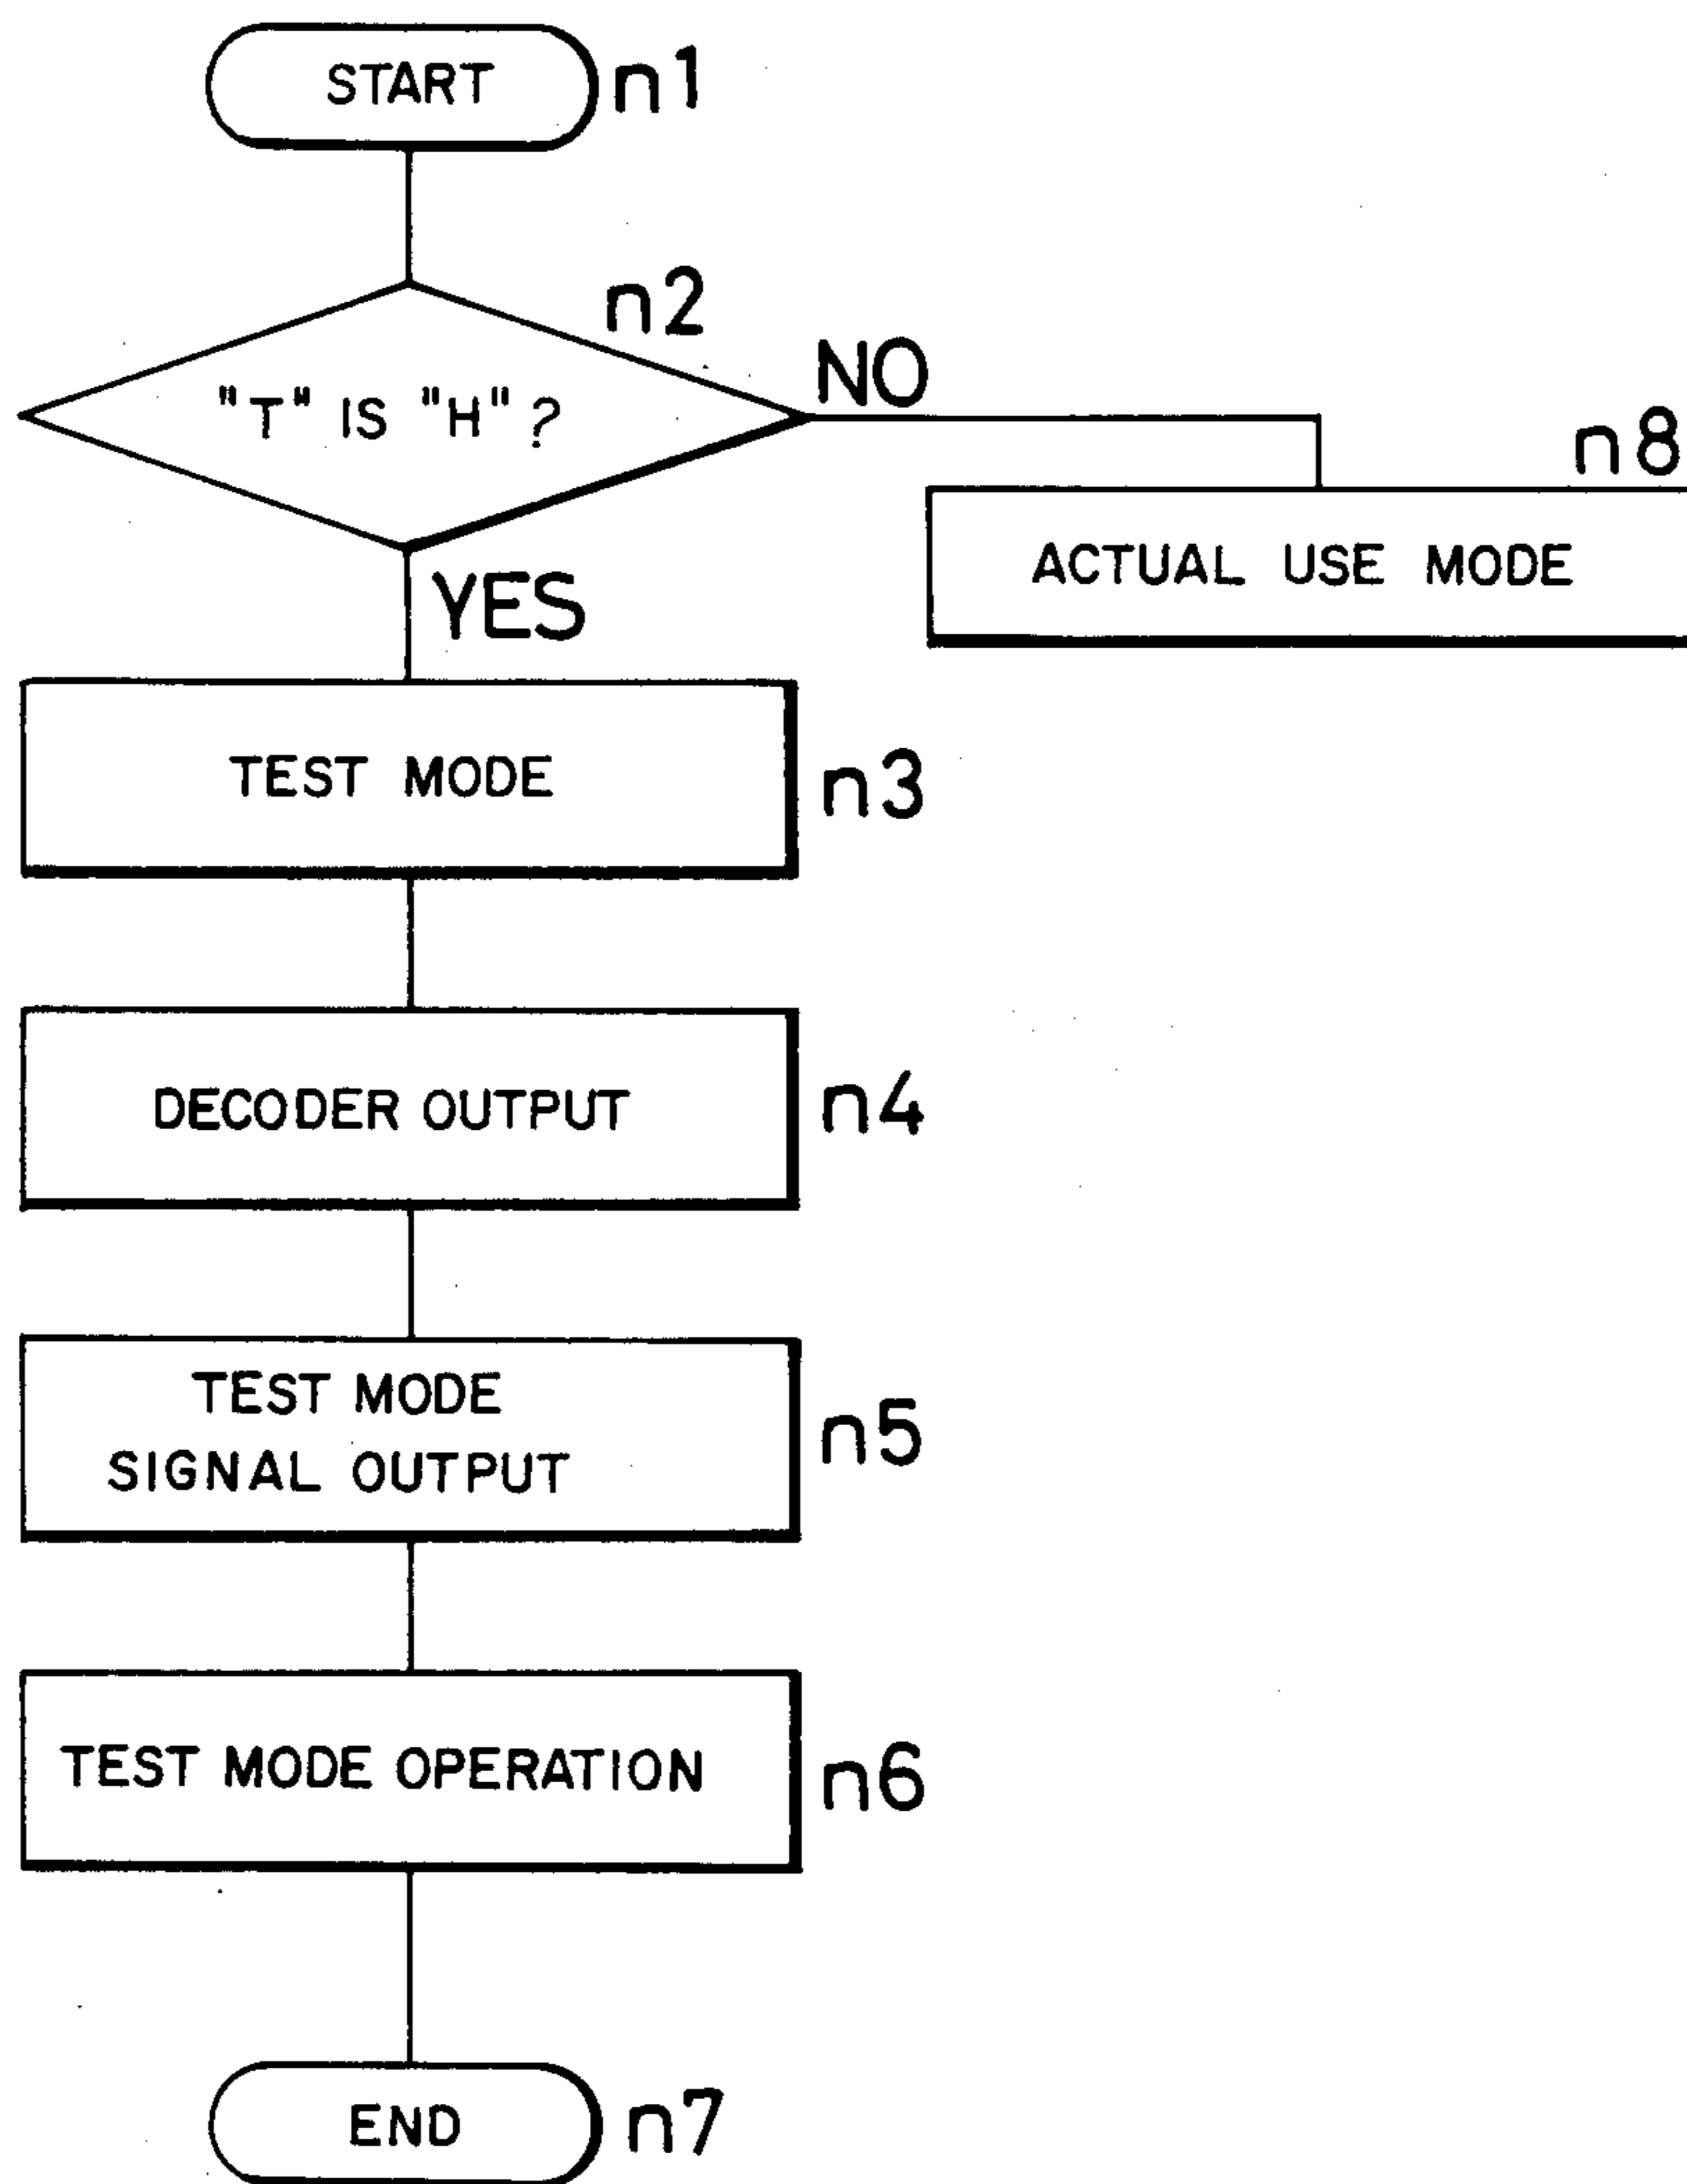 START n1
n2
"T" IS "H" ?
NO
n8
ACTUAL USE MODE
YES
TEST MODE n3
DECODER OUTPUT n4
TEST MODE
SIGNAL OUTPUT n5
TEST MODE OPERATION n6
END n7